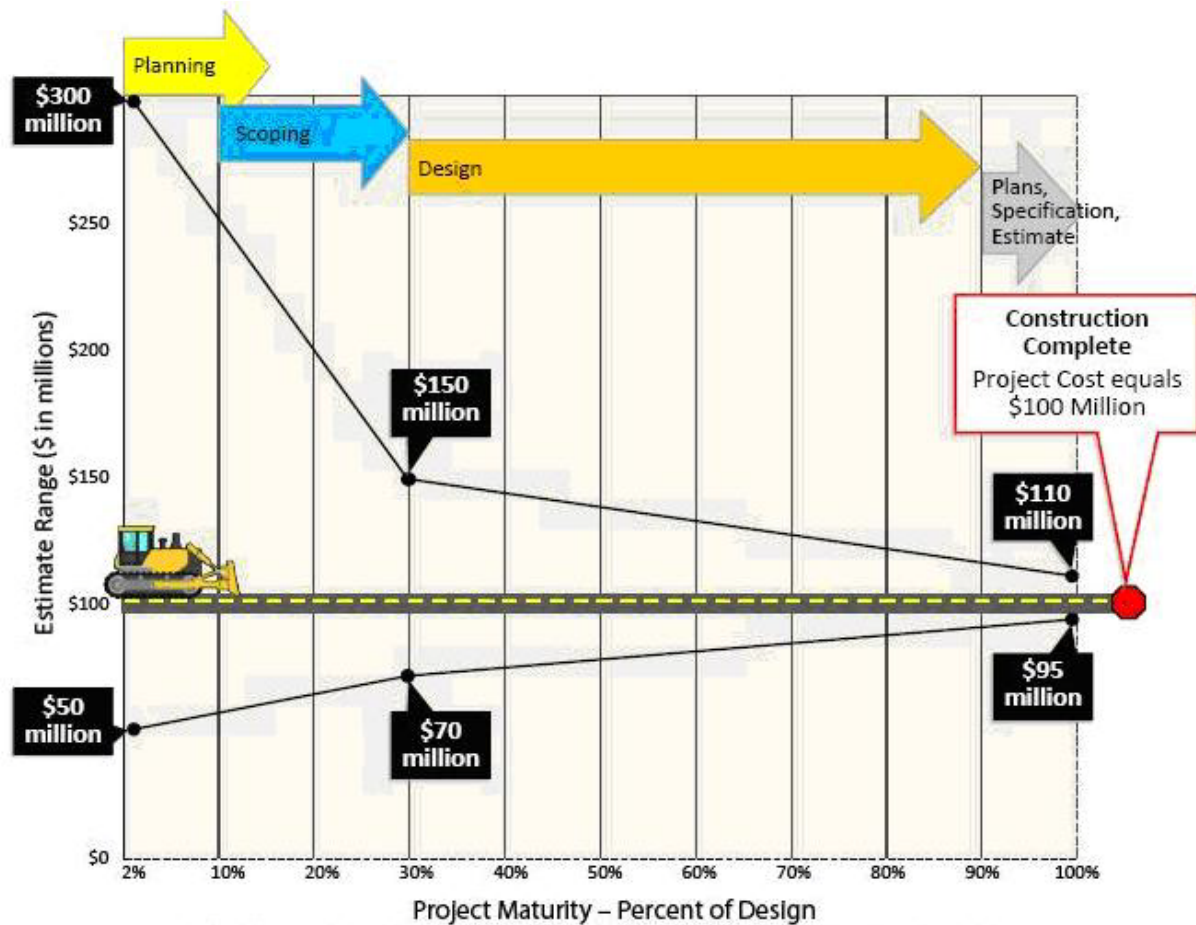 Planning
$300
million
Scoping
Design
Plans,
Specification,
Estimate
$250
Construction
Complete
Project Cost equals
$100 Million
$200
$150
million
$150
$110
million
Estimate Range ($ in millions)
$100
$95
million
$50
million
$70
million
$0
2% 10% 20% 30% 40% 50% 60% 70% 80% 90% 100%
Project Maturity – Percent of Design